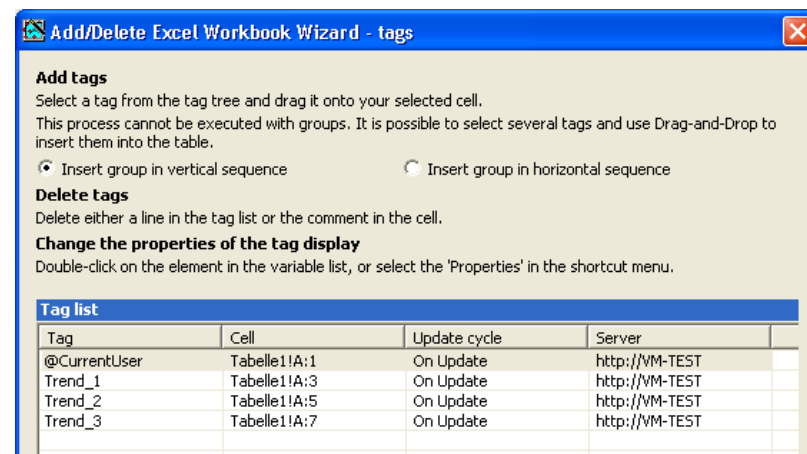 Add/Delete Excel Workbook Wizard - tags
Add tags
Select a tag from the tag tree and drag it onto your selected cell.
This process cannot be executed with groups. It is possible to select several tags and use Drag-and-Drop to
insert them into the table.
Insert group in vertical sequence Insert group in horizontal sequence
Delete tags
Delete either a line in the tag list or the comment in the cell.
Change the properties of the tag display
Double-click on the element in the variable list, or select the 'Properties' in the shortcut menu.
Tag list
Tag Cell Update cycle Server
@CurrentUser Tabelle1!A:1 On Update http://VM-TEST
Trend_1 Tabelle1!A:3 On Update http://VM-TEST
Trend_2 Tabelle1!A:5 On Update http://VM-TEST
Trend_3 Tabelle1!A:7 On Update http://VM-TEST